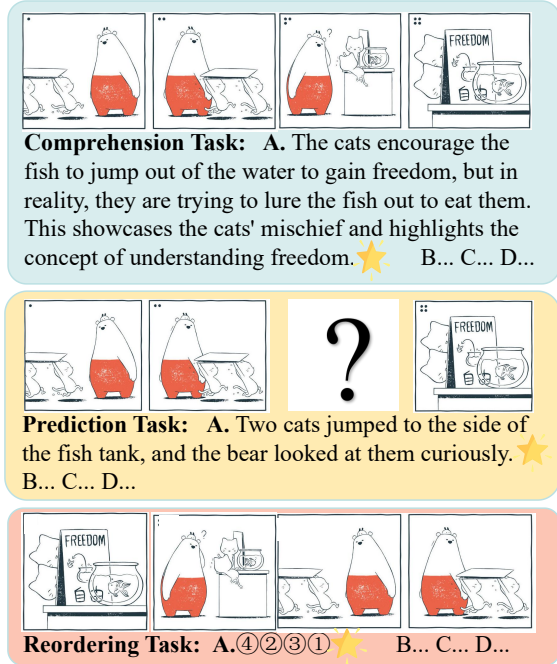 ?
FREEDOM
Comprehension Task: A. The cats encourage the
fish to jump out of the water to gain freedom, but in
reality, they are trying to lure the fish out to eat them.
This showcases the cats' mischief and highlights the
concept of understanding freedom. B... C... D...
?
FREEDOM
Prediction Task: A. Two cats jumped to the side of
the fish tank, and the bear looked at them curiously.
B... C... D...
FREEDOM
?
Reordering Task: A.④②③① B... C... D...